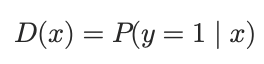 D(x) = P(y = 1 | x)